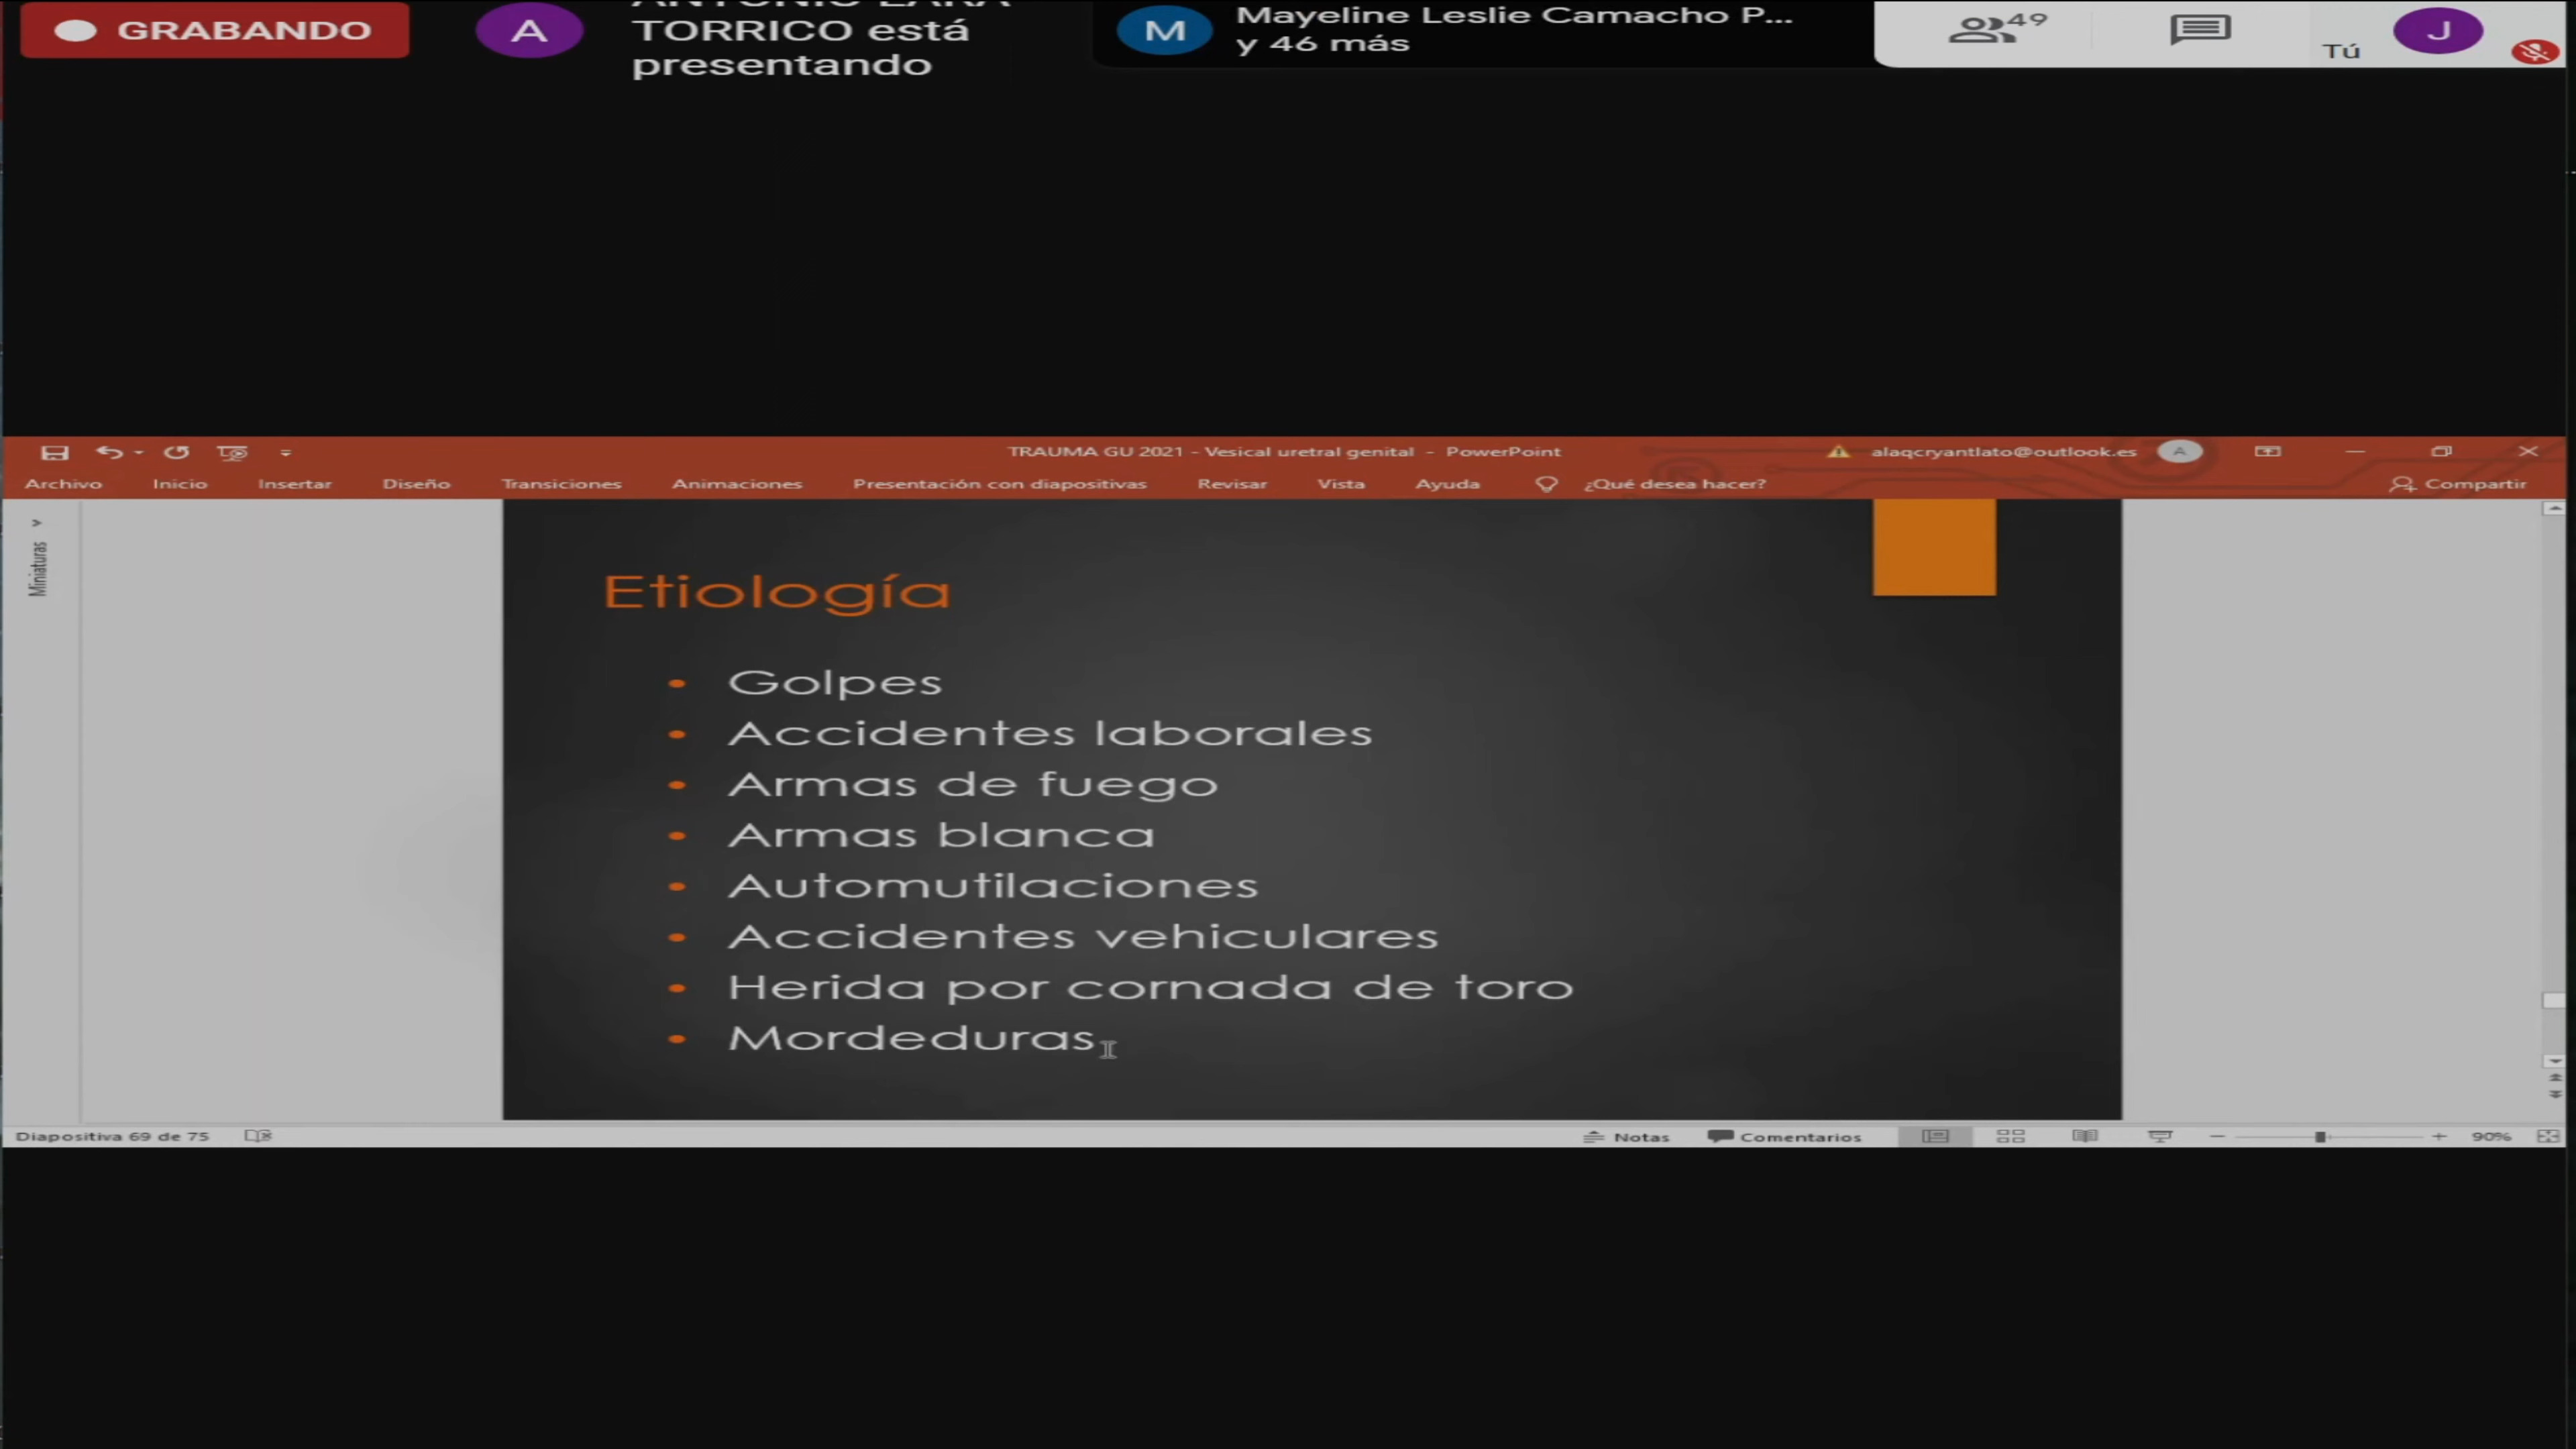 GRABANDO
A
TORRICO está
presentando
M
Mayeline Leslie Camacho P...
y 46 más
49
Tú
J
TRAUMA GU 2021 - Vesical uretral genital - PowerPoint
alaqcryantlato@outlook.es
A
Archivo Inicio Insertar Diseño Transiciones Animaciones Presentación con diapositivas Revisar Vista Ayuda ¿Qué desea hacer? Compartir
Miniaturas
Etiología
• Golpes
• Accidentes laborales
• Armas de fuego
• Armas blanca
• Automutilaciones
• Accidentes vehiculares
• Herida por cornada de toro
• Mordeduras
Diapositiva 69 de 75
Notas Comentarios 90%